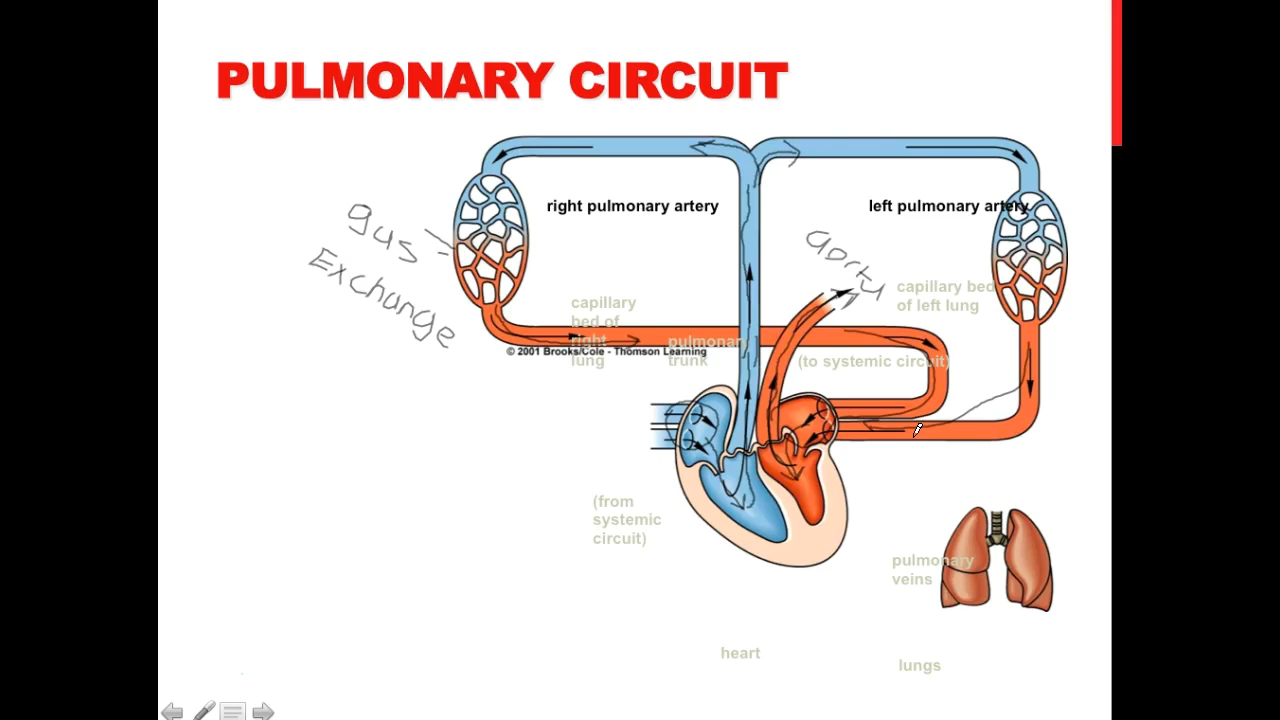 PULMONARY CIRCUIT
right pulmonary artery
left pulmonary artery
gas
Exchange
aorta
capillary bed
of left lung
capillary
bed of
right
lung
pulmonary
trunk
© 2001 Brooks/Cole - Thomson Learning
(to systemic circuit)
(from
systemic
circuit)
pulmonary
veins
heart
lungs